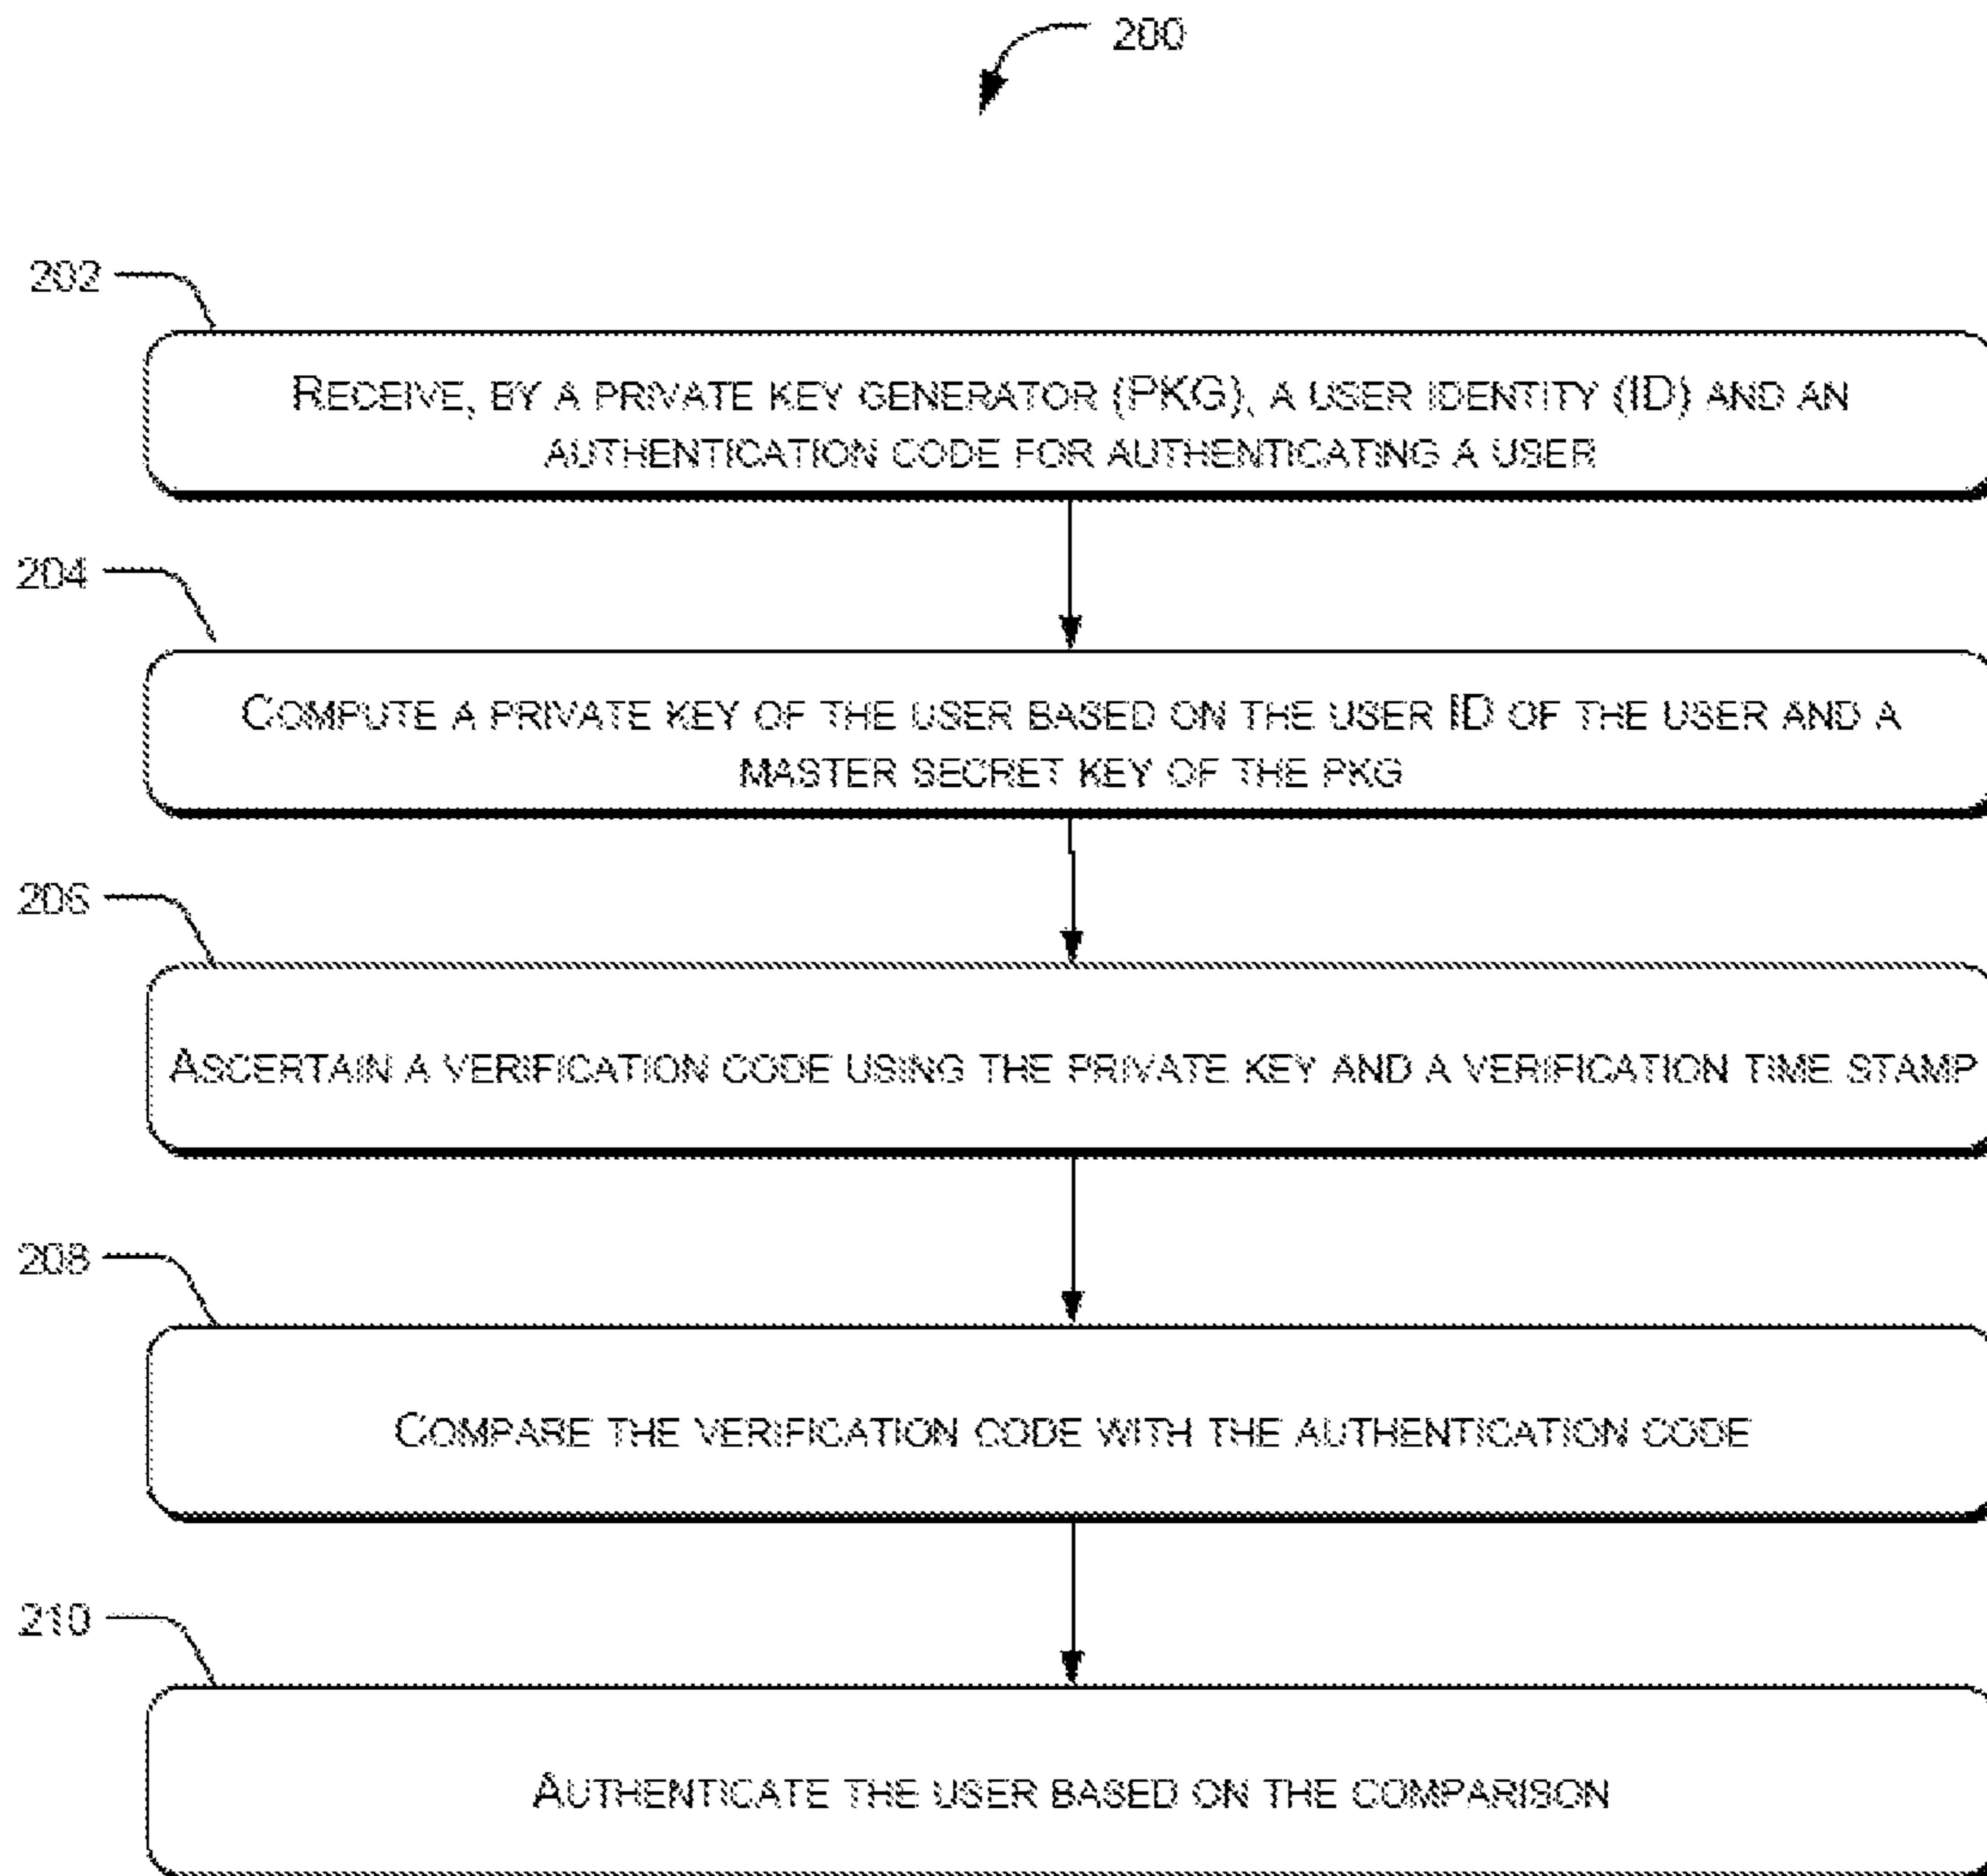 200
202
RECEIVE, BY A PRIVATE KEY GENERATOR (PKG), A USER IDENTITY (ID) AND AN
AUTHENTICATION CODE FOR AUTHENTICATING A USER
204
COMPUTE A PRIVATE KEY OF THE USER BASED ON THE USER ID OF THE USER AND A
MASTER SECRET KEY OF THE PKG
206
ASCERTAIN A VERIFICATION CODE USING THE PRIVATE KEY AND A VERIFICATION TIME STAMP
208
COMPARE THE VERIFICATION CODE WITH THE AUTHENTICATION CODE
210
AUTHENTICATE THE USER BASED ON THE COMPARISON